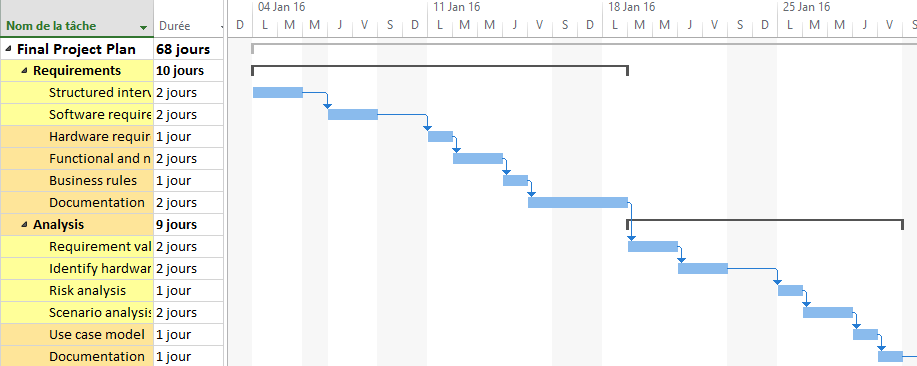 04 Jan 16 11 Jan 16 18 Jan 16 25 Jan 16
Nom de la tâche Durée D L M M J V S D L M M J V S D L M M J V S D L M M J V S
Final Project Plan 68 jours
Requirements 10 jours
Structured interv 2 jours
Software require 2 jours
Hardware requir 1 jour
Functional and n 2 jours
Business rules 1 jour
Documentation 2 jours
Analysis 9 jours
Requirement val 2 jours
Identify hardwar 2 jours
Risk analysis 1 jour
Scenario analysis 2 jours
Use case model 1 jour
Documentation 1 jour